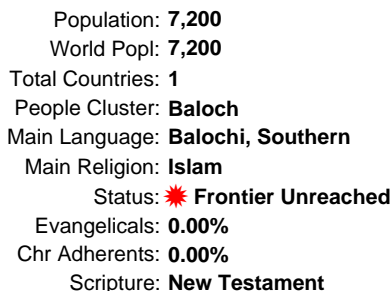 Population: 7,200
World Popl: 7,200
Total Countries: 1
People Cluster: Baloch
Main Language: Balochi, Southern
Main Religion: Islam
Status: Frontier Unreached
Evangelicals: 0.00%
Chr Adherents: 0.00%
Scripture: New Testament